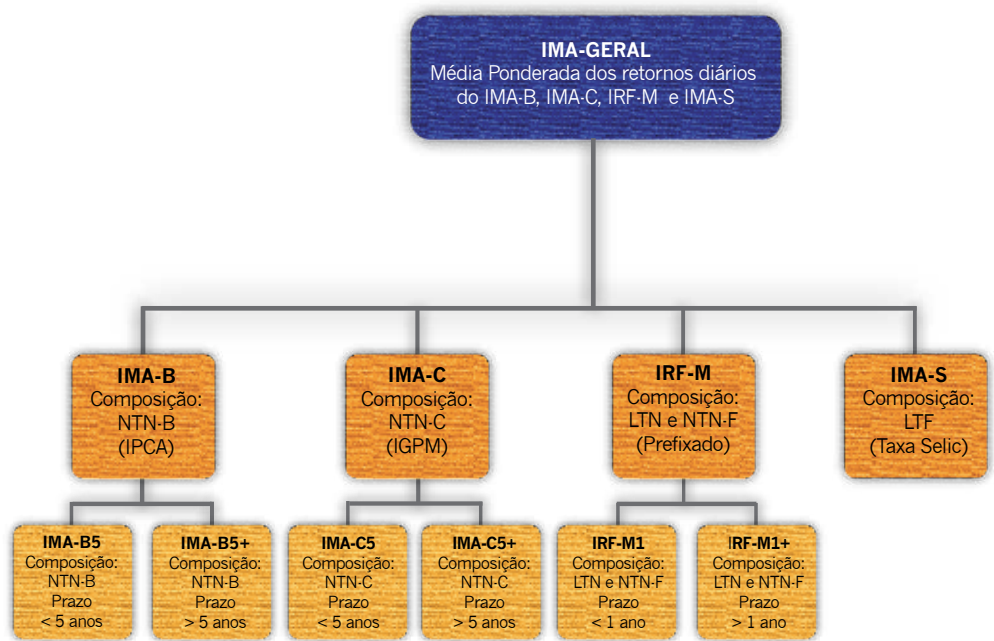 IMA-GERAL
Média Ponderada dos retornos diários
do IMA-B, IMA-C, IRF-M e IMA-S
IMA-B
Composição:
NTN-B
(IPCA)
IMA-C
Composição:
NTN-C
(IGPM)
IRF-M
Composição:
LTN e NTN-F
(Prefixado)
IMA-S
Composição:
LTF
(Taxa Selic)
IMA-B5
Composição:
NTN-B
Prazo
< 5 anos
IMA-B5+
Composição:
NTN-B
Prazo
> 5 anos
IMA-C5
Composição:
NTN-C
Prazo
< 5 anos
IMA-C5+
Composição:
NTN-C
Prazo
> 5 anos
IRF-M1
Composição:
LTN e NTN-F
Prazo
< 1 ano
IRF-M1+
Composição:
LTN e NTN-F
Prazo
> 1 ano